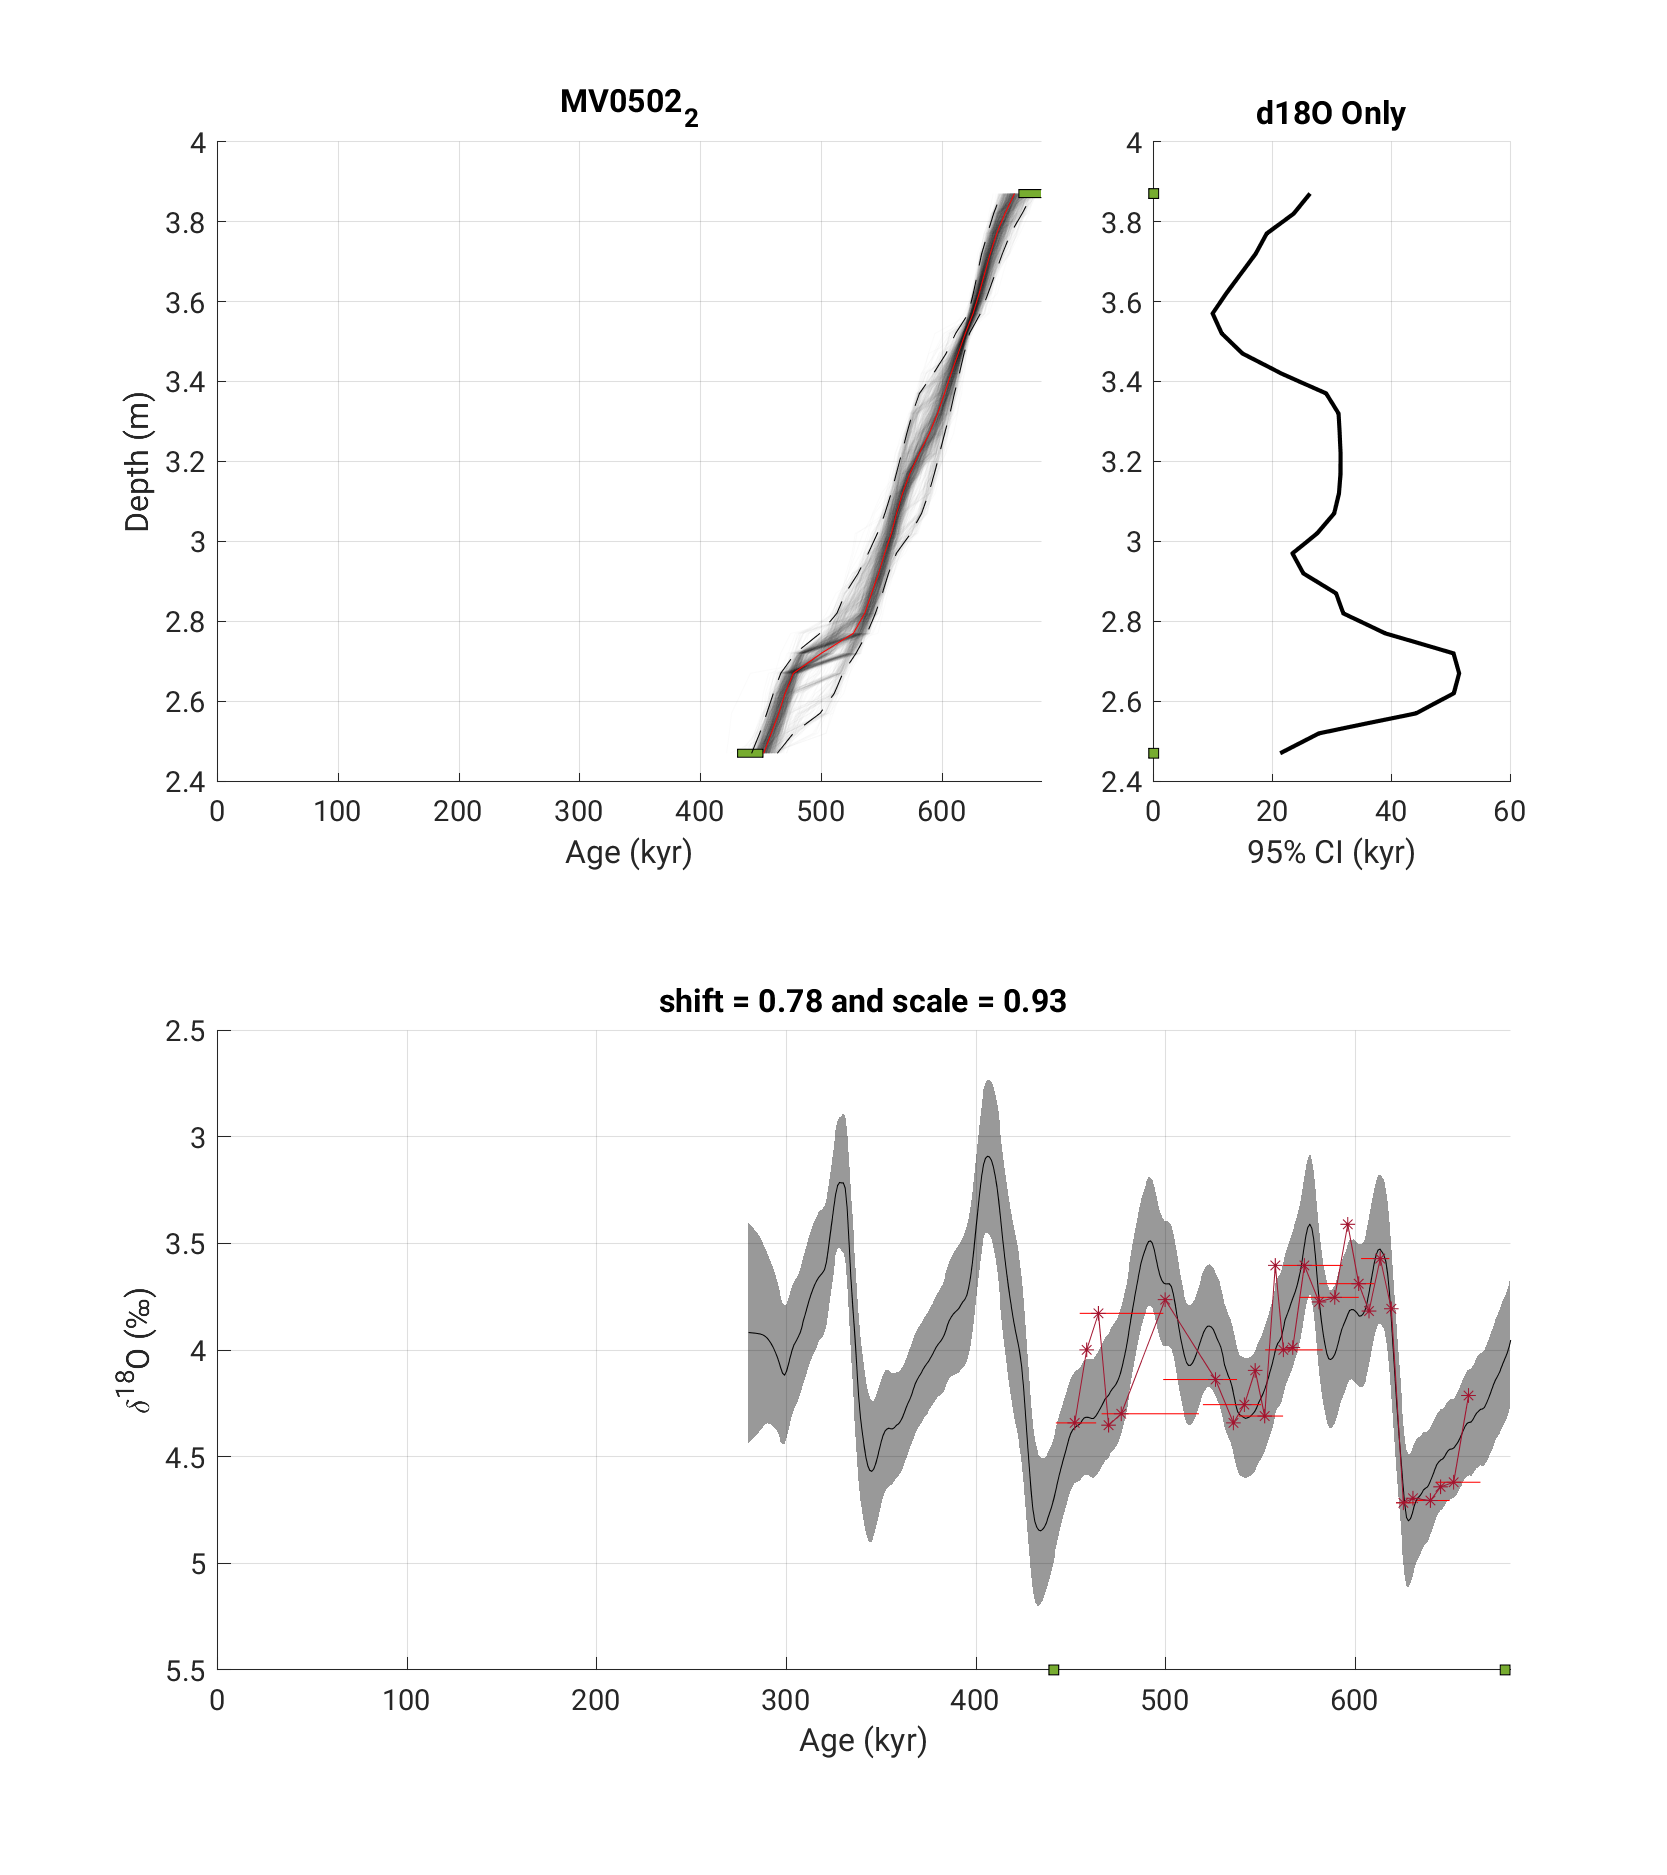 MV0502₂
d18O Only
4
3.8
3.6
3.4
3.2
3
2.8
2.6
2.4
Depth (m)
0 100 200 300 400 500 600
Age (kyr)
4
3.8
3.6
3.4
3.2
3
2.8
2.6
2.4
0 20 40 60
95% CI (kyr)
shift = 0.78 and scale = 0.93
2.5
3
3.5
4
4.5
5
5.5
δ¹⁸O (‰)
0 100 200 300 400 500 600
Age (kyr)